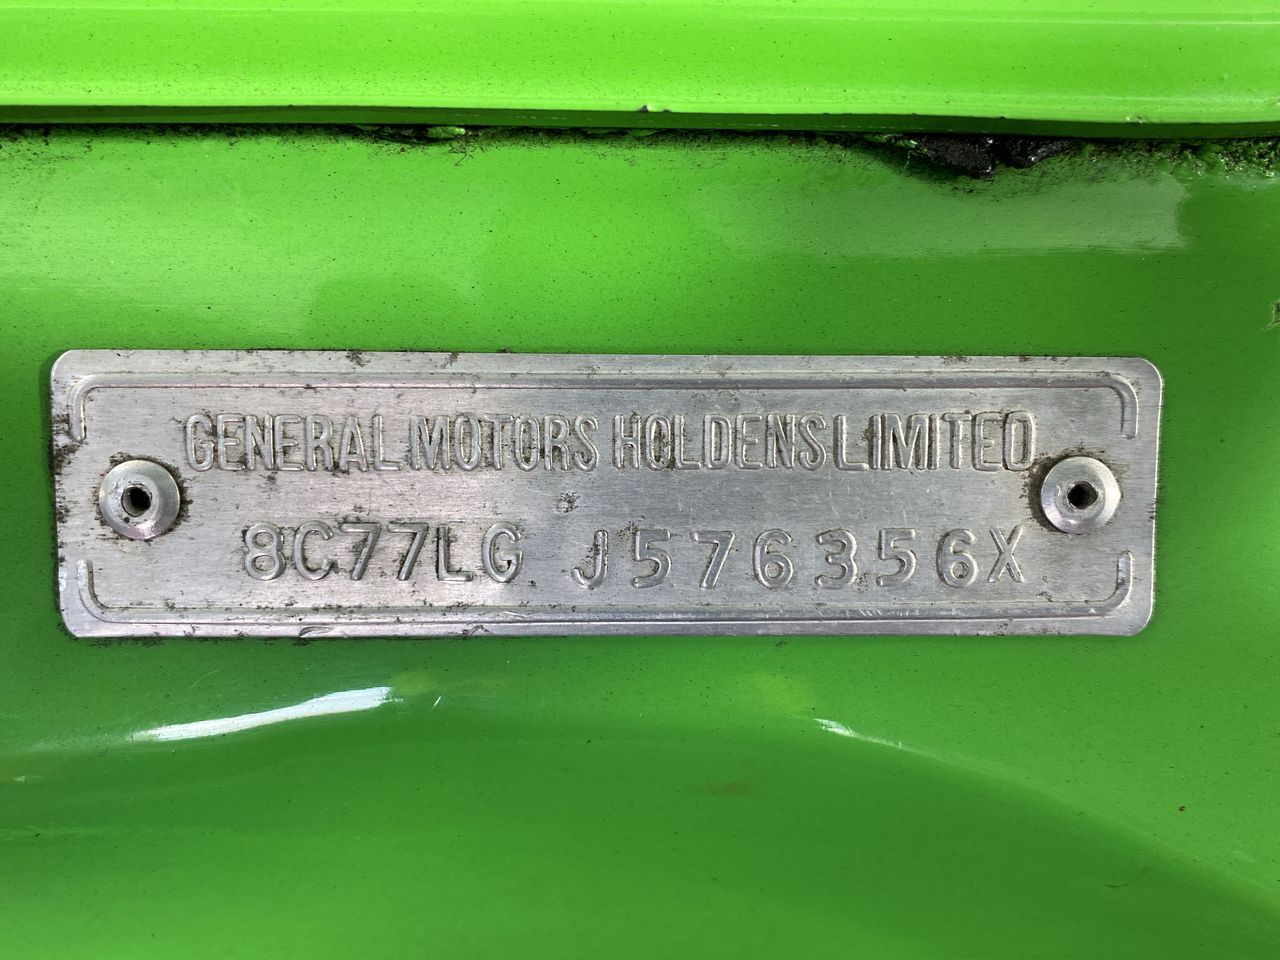 GENERAL MOTORS HOLDENS LIMITED
8C77LG J576356X